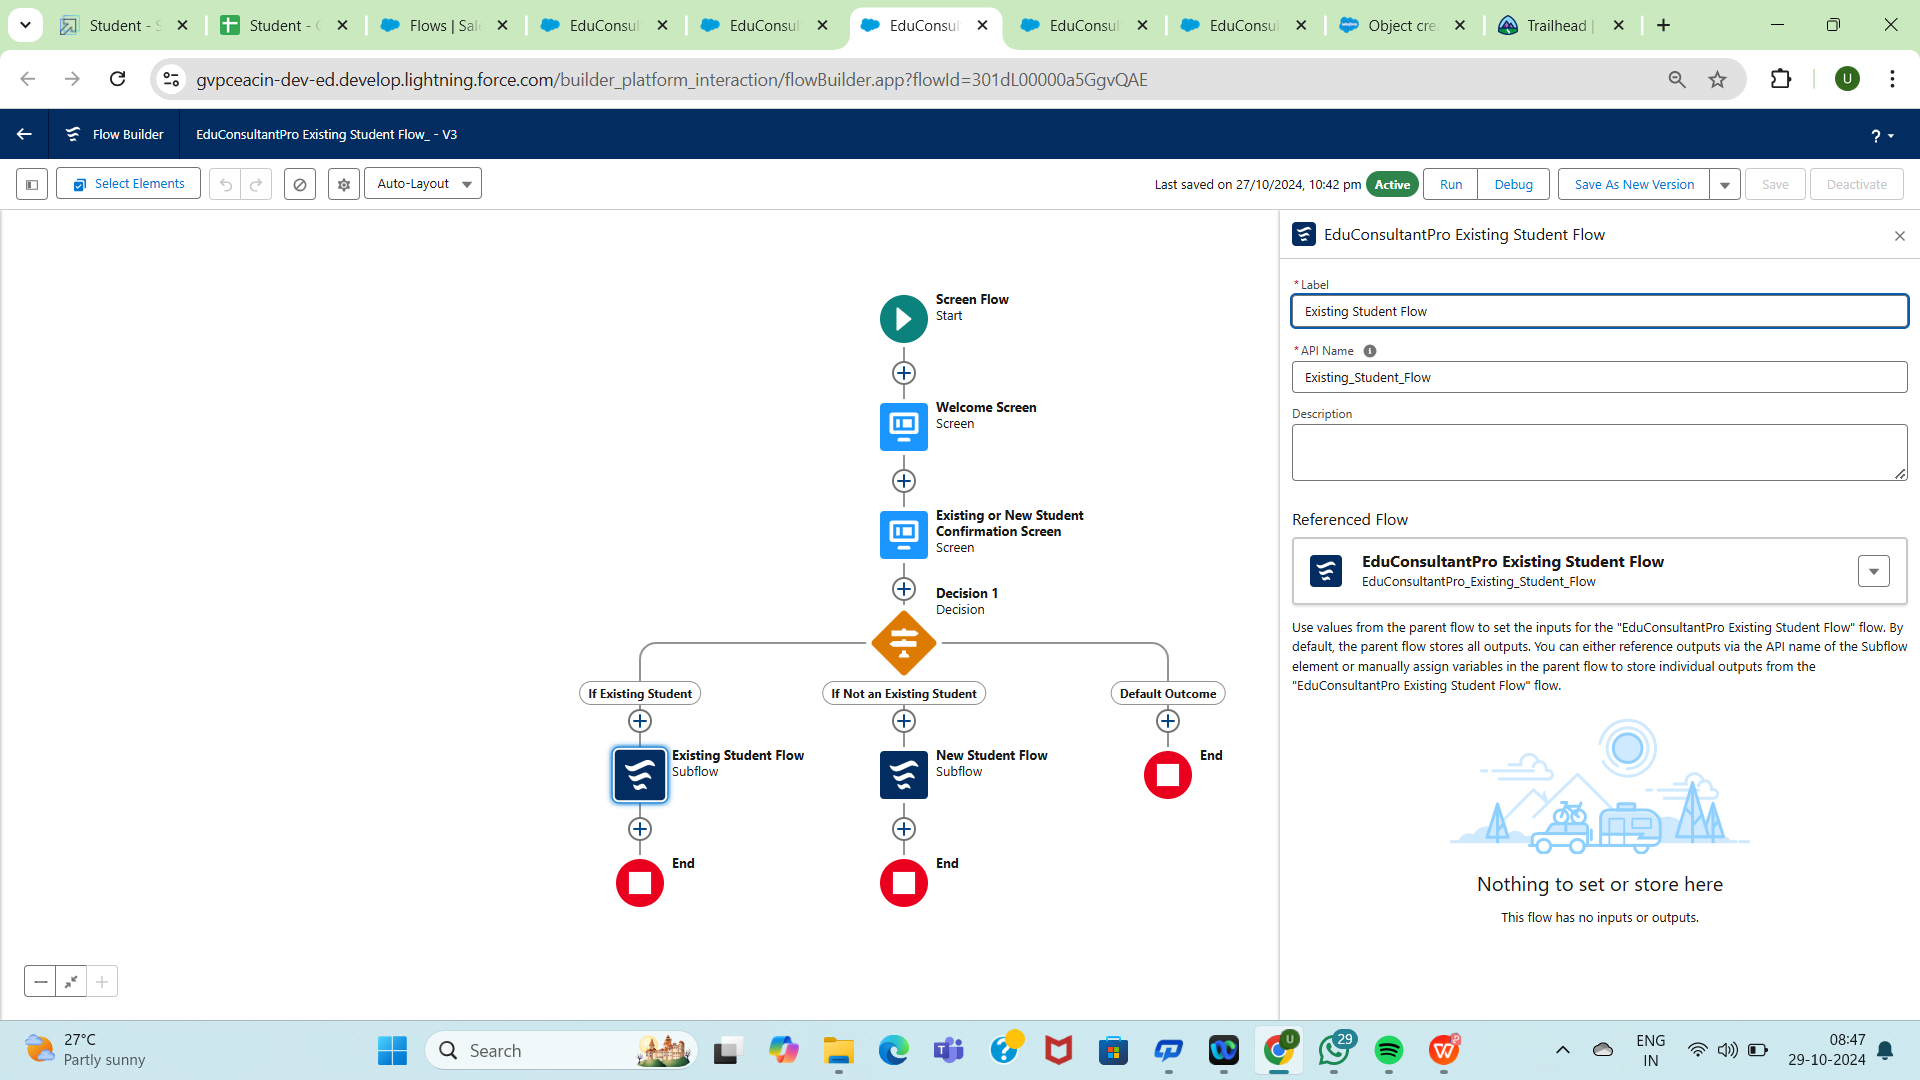 Student - S
Student - C
Flows | Sale
EduConsul
EduConsul
EduConsul
EduConsul
EduConsul
Object cre
Trailhead |
gvpceacin-dev-ed.develop.lightning.force.com/builder_platform_interaction/flowBuilder.app?flowId=301dL00000a5GgvQAE
U
Flow Builder
EduConsultantPro Existing Student Flow_ - V3
?
Select Elements
Auto-Layout
Last saved on 27/10/2024, 10:42 pm
Active
Run
Debug
Save As New Version
Save
Deactivate
Screen Flow
Start
Welcome Screen
Screen
Existing or New Student
Confirmation Screen
Screen
Decision 1
Decision
If Existing Student
If Not an Existing Student
Default Outcome
Existing Student Flow
Subflow
New Student Flow
Subflow
End
End
End
EduConsultantPro Existing Student Flow
* Label
Existing Student Flow
* API Name
Existing_Student_Flow
Description
Referenced Flow
EduConsultantPro Existing Student Flow
EduConsultantPro_Existing_Student_Flow
Use values from the parent flow to set the inputs for the "EduConsultantPro Existing Student Flow" flow. By
default, the parent flow stores all outputs. You can either reference outputs via the API name of the Subflow
element or manually assign variables in the parent flow to store individual outputs from the
"EduConsultantPro Existing Student Flow" flow.
Nothing to set or store here
This flow has no inputs or outputs.
27°C
Partly sunny
Search
U
29
ENG
IN
08:47
29-10-2024